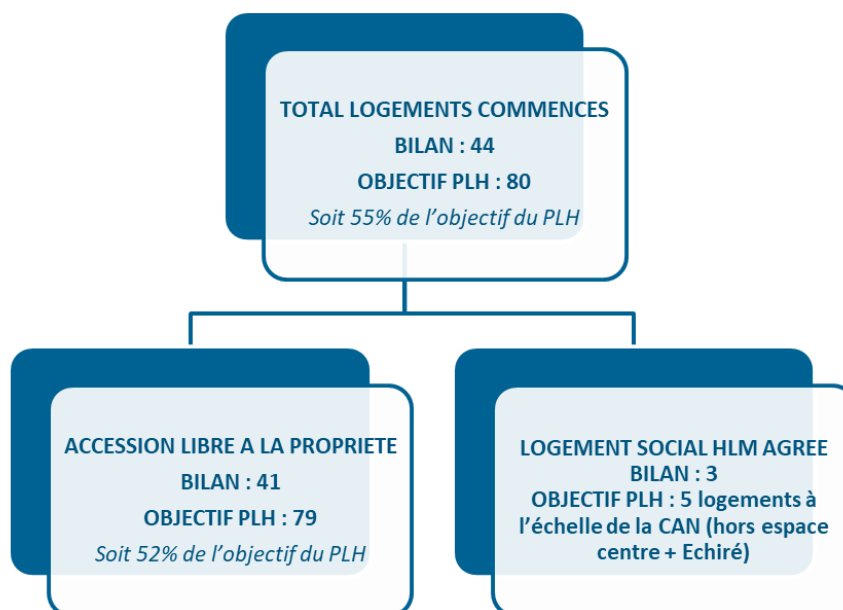 TOTAL LOGEMENTS COMMENCES
BILAN : 44
OBJECTIF PLH : 80
Soit 55% de l’objectif du PLH
ACCESSION LIBRE A LA PROPRIETE
BILAN : 41
OBJECTIF PLH : 79
Soit 52% de l’objectif du PLH
LOGEMENT SOCIAL HLM AGREE
BILAN : 3
OBJECTIF PLH : 5 logements à
l’échelle de la CAN (hors espace
centre + Echiré)